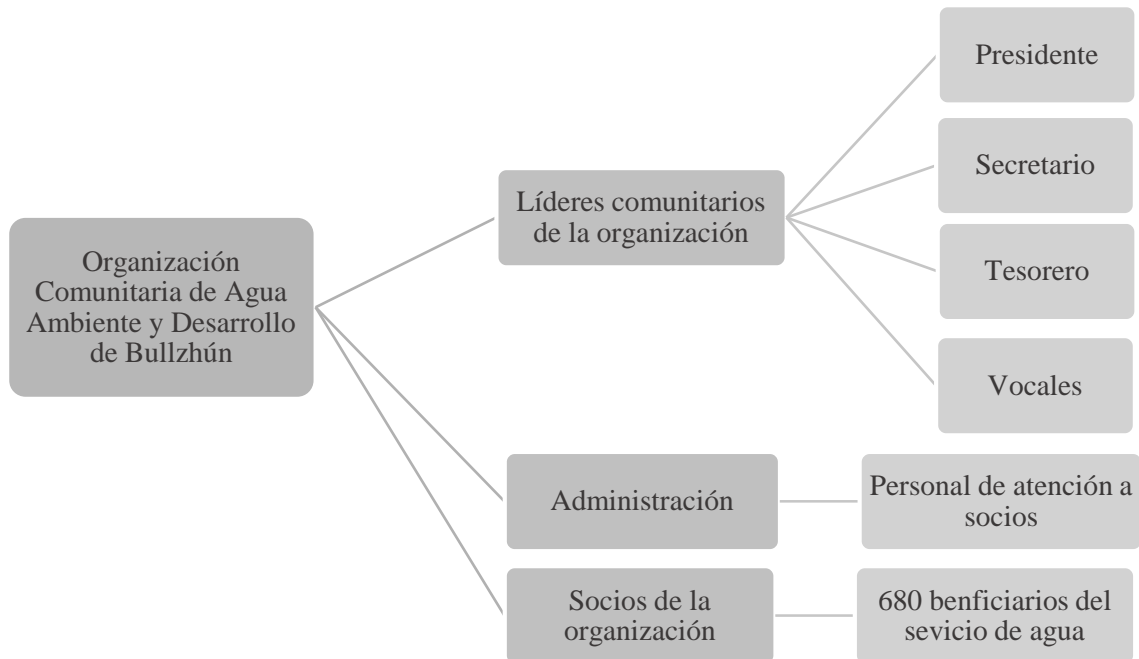 Organización
Comunitaria de Agua
Ambiente y Desarrollo
de Bullzhún
Líderes comunitarios
de la organización
Presidente
Secretario
Tesorero
Vocales
Administración
Personal de atención a
socios
Socios de la
organización
680 benficiarios del
sevicio de agua